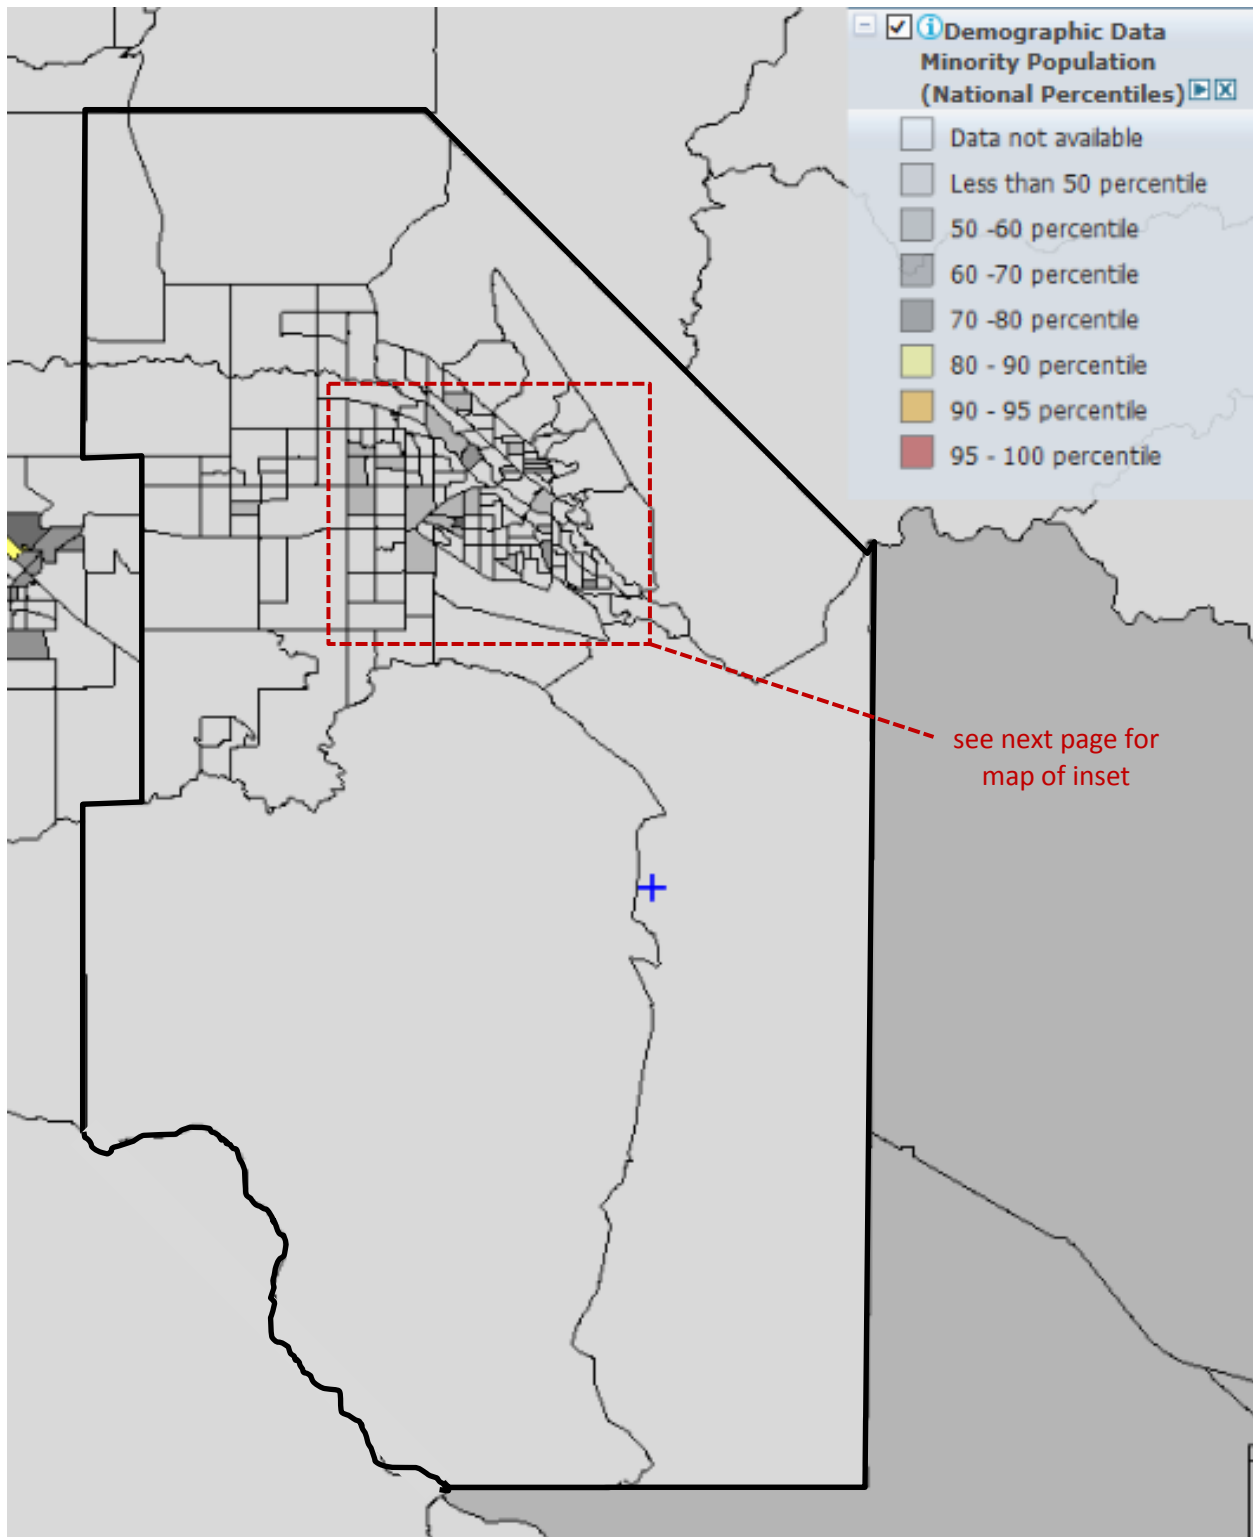 Demographic Data
Minority Population
(National Percentiles)
Data not available
Less than 50 percentile
50 -60 percentile
60 -70 percentile
70 -80 percentile
80 - 90 percentile
90 - 95 percentile
95 - 100 percentile
see next page for
map of inset